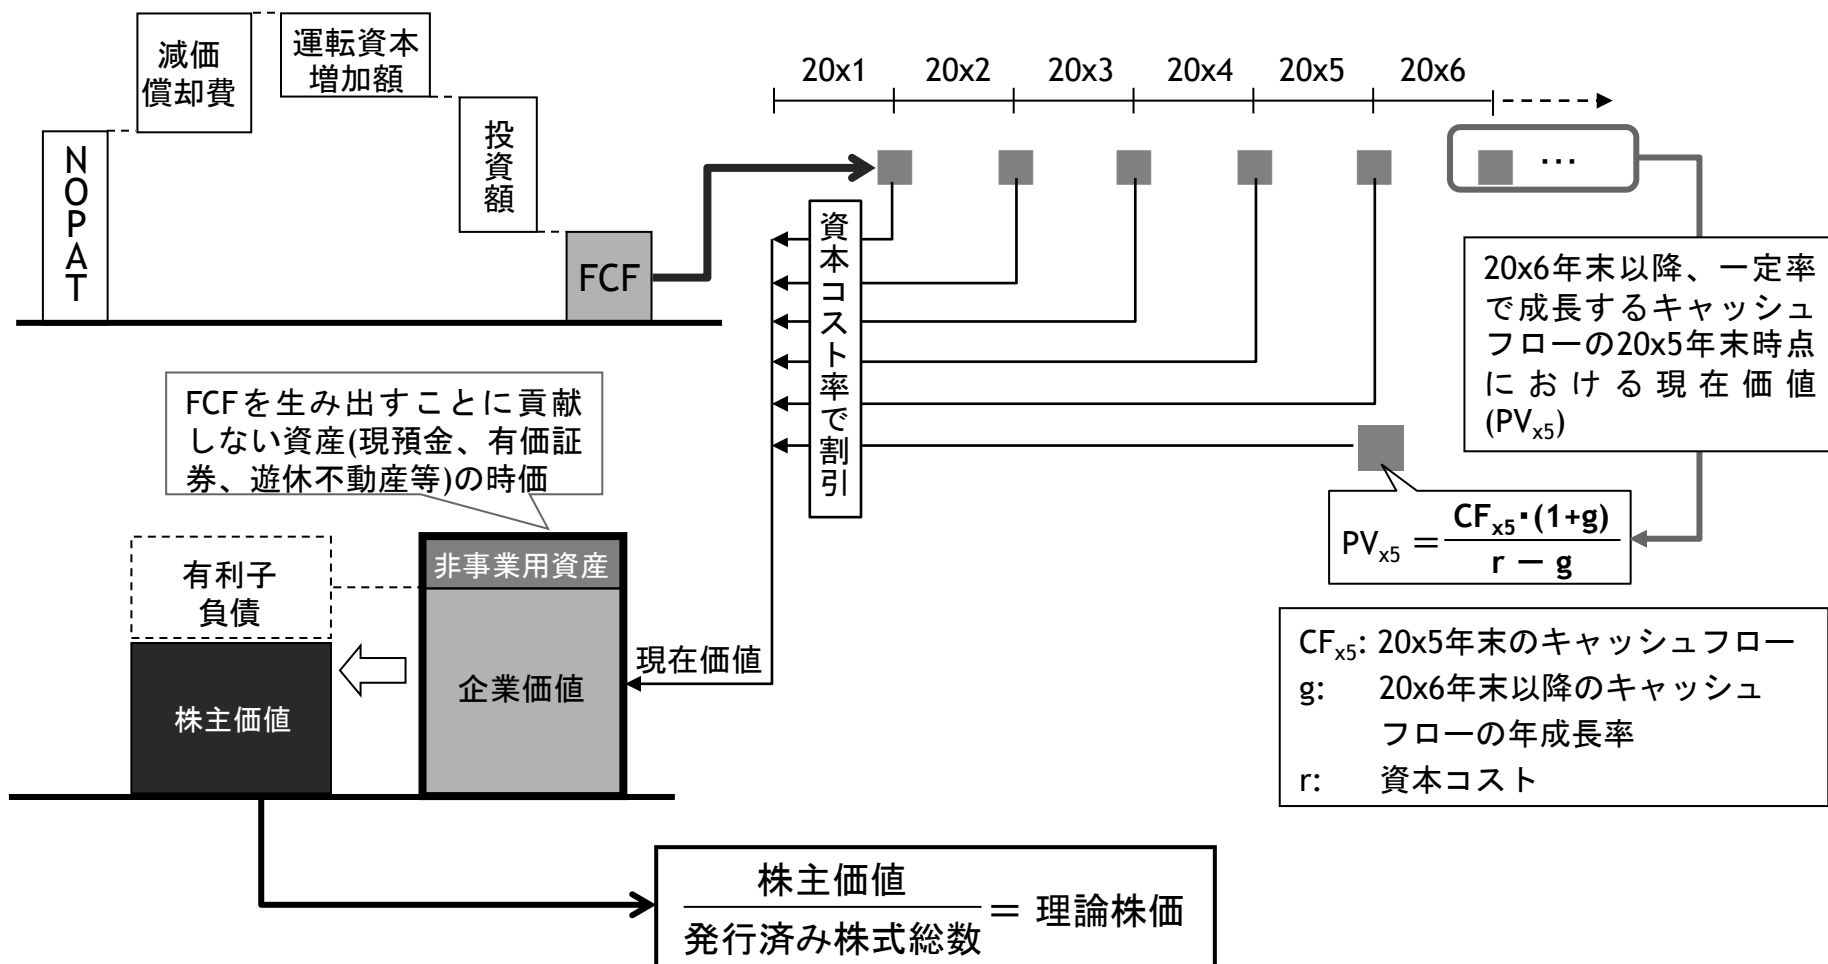 減価
償却費
運転資本
増加額
NOPAT
投資額
FCF
20x1
20x2
20x3
20x4
20x5
20x6
…
資本コスト率で割引
20x6年末以降、一定率
で成長するキャッシュ
フローの20x5年末時点
における現在価値
(PVx5)
PVx5 = CFx5・(1+g)
r － g
CFx5: 20x5年末のキャッシュフロー
g: 20x6年末以降のキャッシュ
フローの年成長率
r: 資本コスト
FCFを生み出すことに貢献
しない資産(現預金、有価証
券、遊休不動産等)の時価
有利子
負債
株主価値
非事業用資産
企業価値
現在価値
株主価値
発行済み株式総数
＝ 理論株価